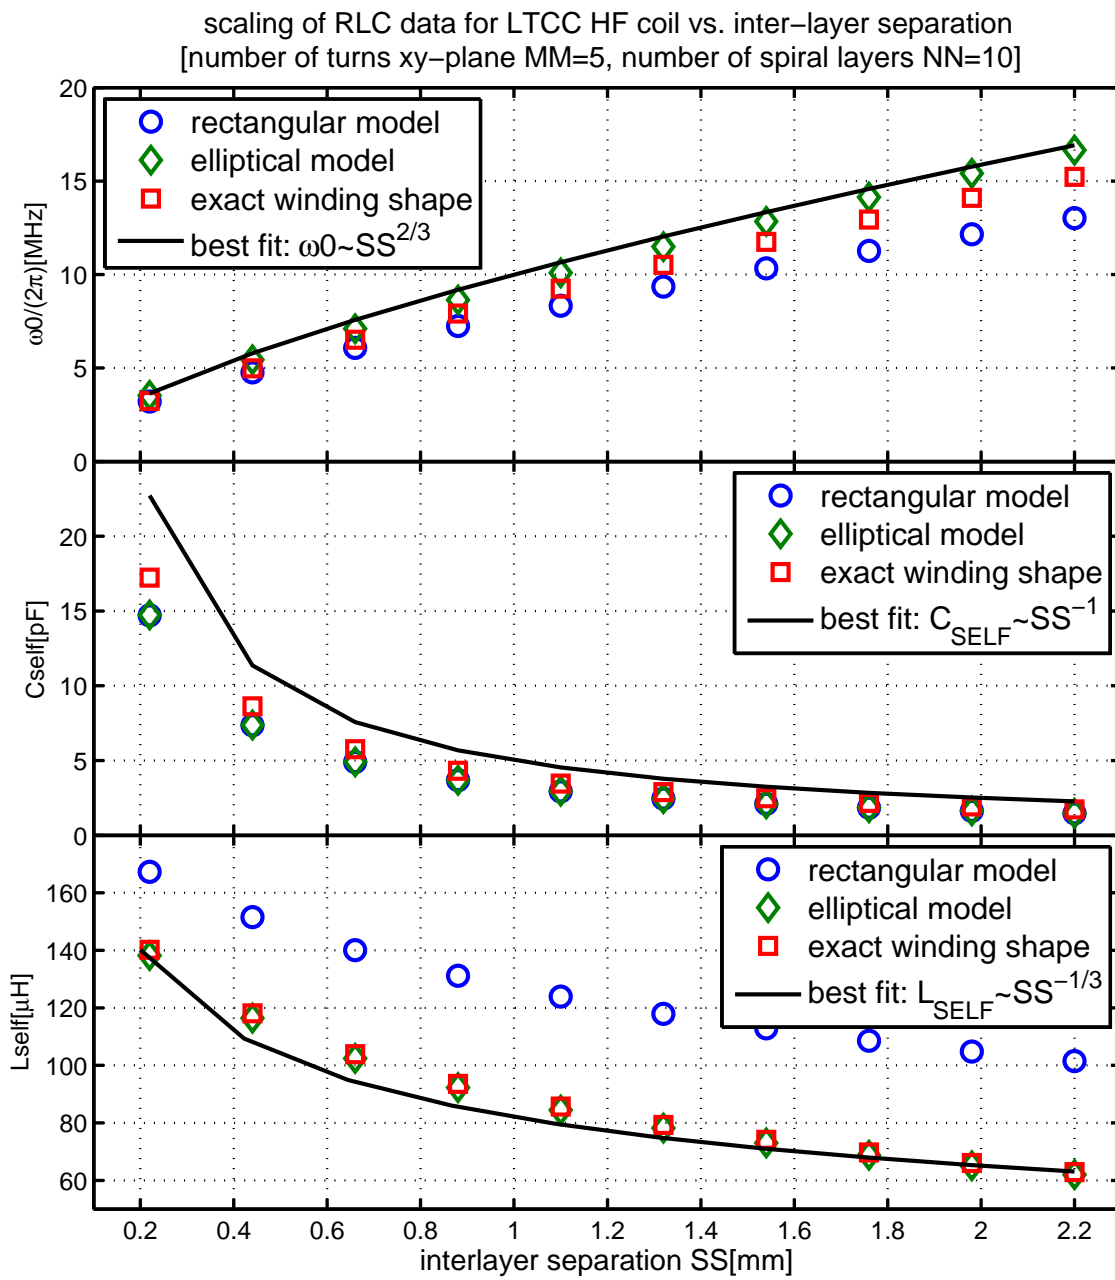 scaling of RLC data for LTCC HF coil vs. inter−layer separation
[number of turns xy−plane MM=5, number of spiral layers NN=10]
20
15
10
5
0
ω0/(2π)[MHz]
rectangular model
elliptical model
exact winding shape
best fit: ω0~SS^2/3
20
15
10
5
0
Cself[pF]
rectangular model
elliptical model
exact winding shape
best fit: C_SELF~SS^−1
160
140
120
100
80
60
Lself[μH]
rectangular model
elliptical model
exact winding shape
best fit: L_SELF~SS^−1/3
0.2 0.4 0.6 0.8 1 1.2 1.4 1.6 1.8 2 2.2
interlayer separation SS[mm]